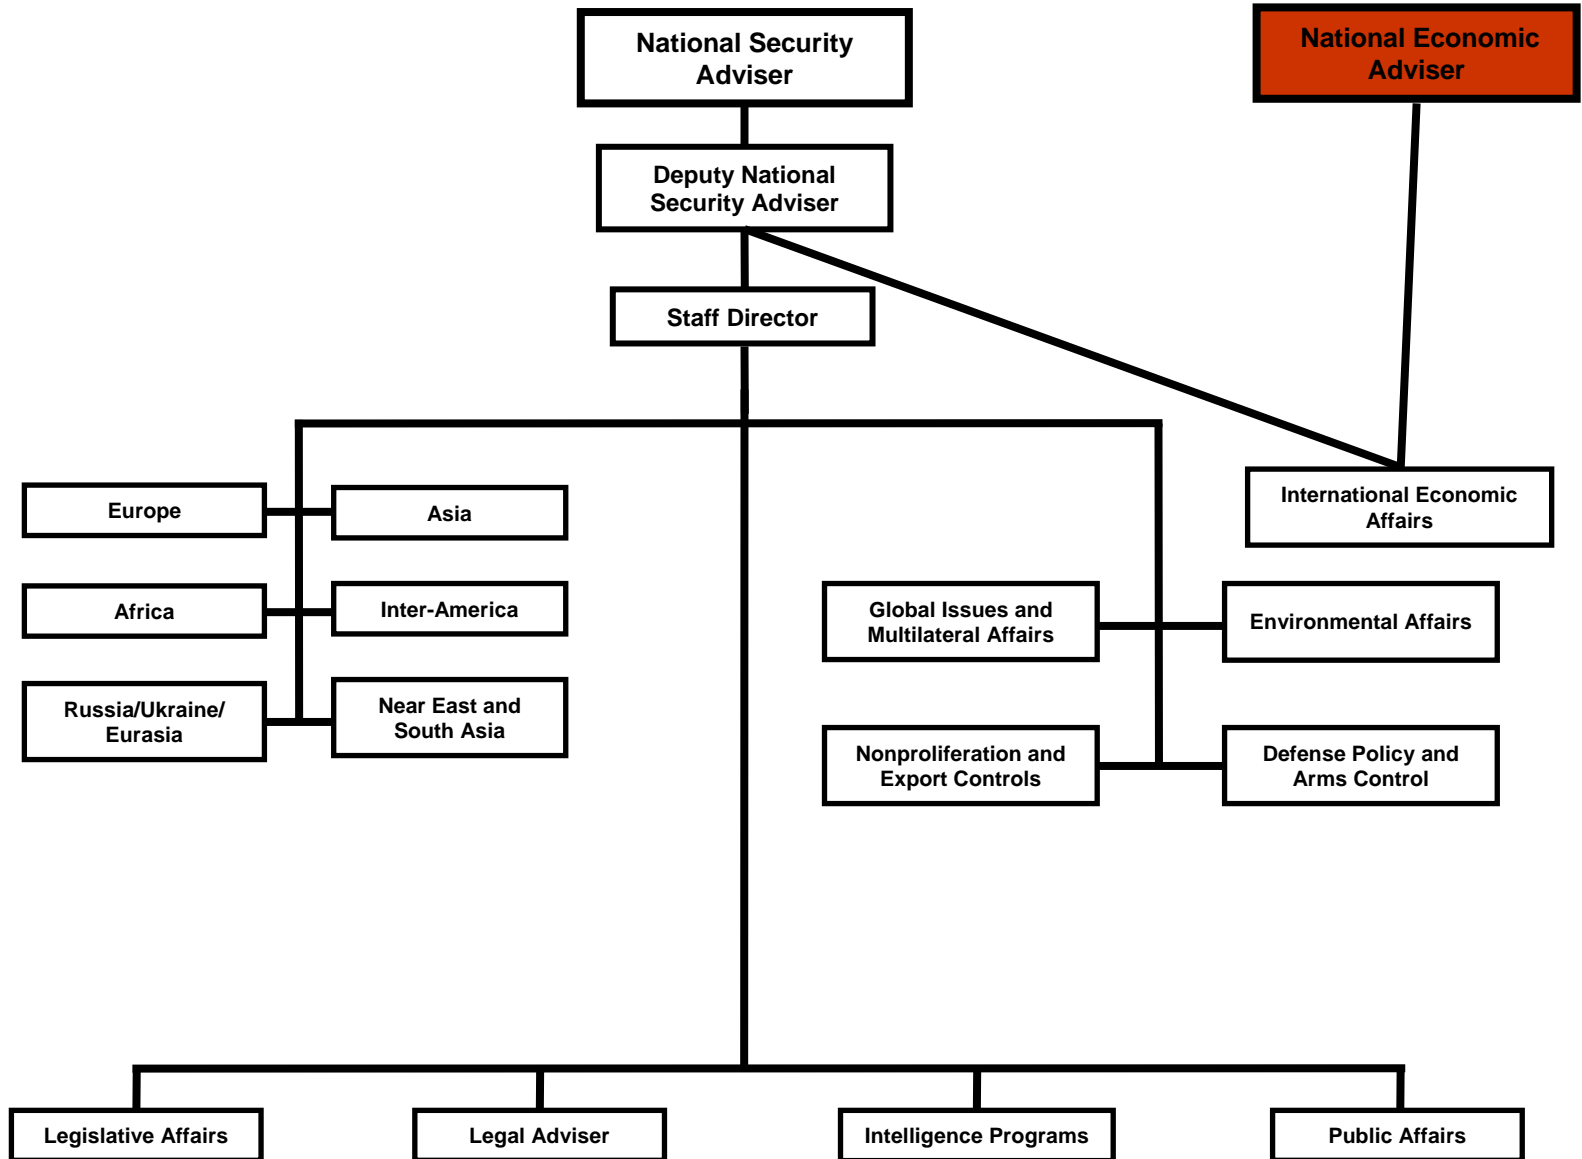 National Security
Adviser
National Economic
Adviser
Deputy National
Security Adviser
Staff Director
Europe
Asia
International Economic
Affairs
Africa
Inter-America
Global Issues and
Multilateral Affairs
Environmental Affairs
Russia/Ukraine/
Eurasia
Near East and
South Asia
Nonproliferation and
Export Controls
Defense Policy and
Arms Control
Legislative Affairs
Legal Adviser
Intelligence Programs
Public Affairs